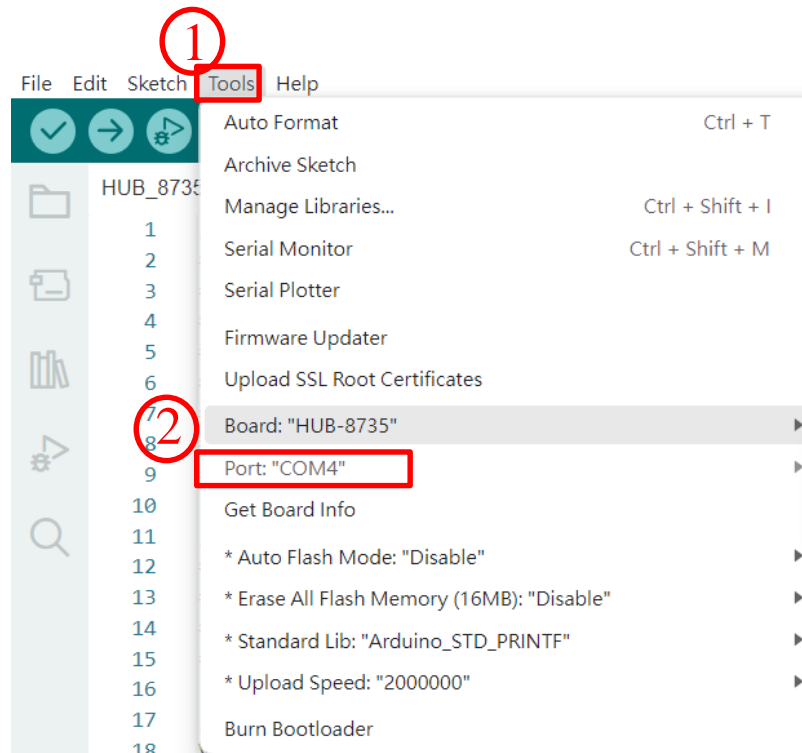 1
File Edit Sketch Tools Help
Auto Format Ctrl + T
Archive Sketch
HUB_8735
Manage Libraries... Ctrl + Shift + I
1
Serial Monitor Ctrl + Shift + M
2
Serial Plotter
3
4
Firmware Updater
5
Upload SSL Root Certificates
6
7
Board: "HUB-8735"
2
8
Port: "COM4"
9
Get Board Info
10
11
* Auto Flash Mode: "Disable"
12
* Erase All Flash Memory (16MB): "Disable"
13
14
* Standard Lib: "Arduino_STD_PRINTF"
15
* Upload Speed: "2000000"
16
17
Burn Bootloader
18